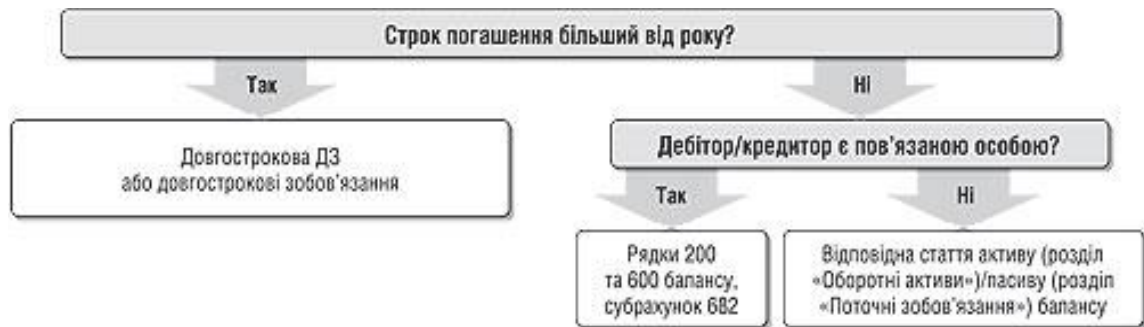 Строк погашення більший від року?
Так
Ні
Довгострокова ДЗ
або довгострокові зобов'язання
Дебітор/кредитор є пов'язаною особою?
Так
Ні
Рядки 200
та 600 балансу,
субрахунок 682
Відповідна стаття активу (розділ
«Оборотні активи»)/пасиву (розділ
«Поточні зобов'язання») балансу